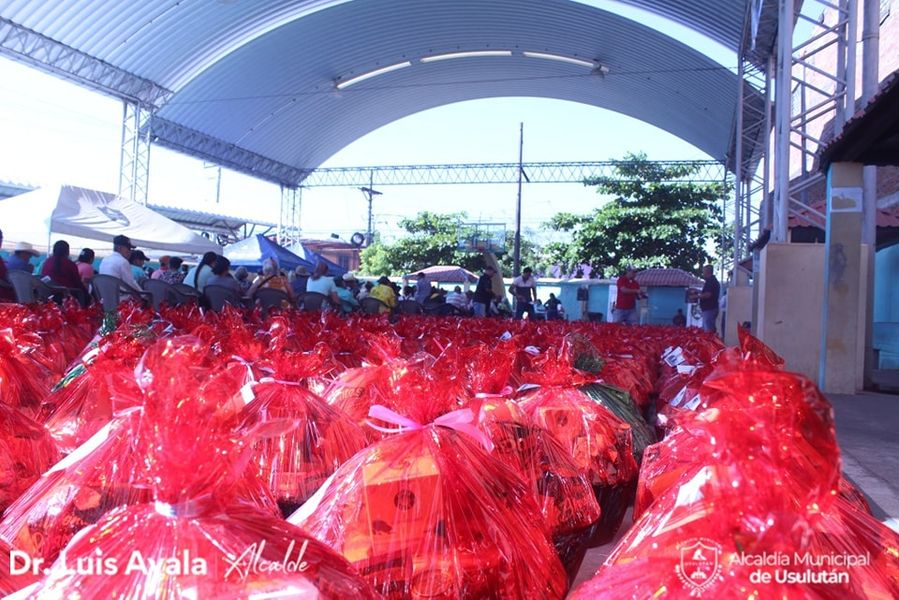 Dr. Luis Ayala Alcalde
Alcaldía Municipal
de Usulután